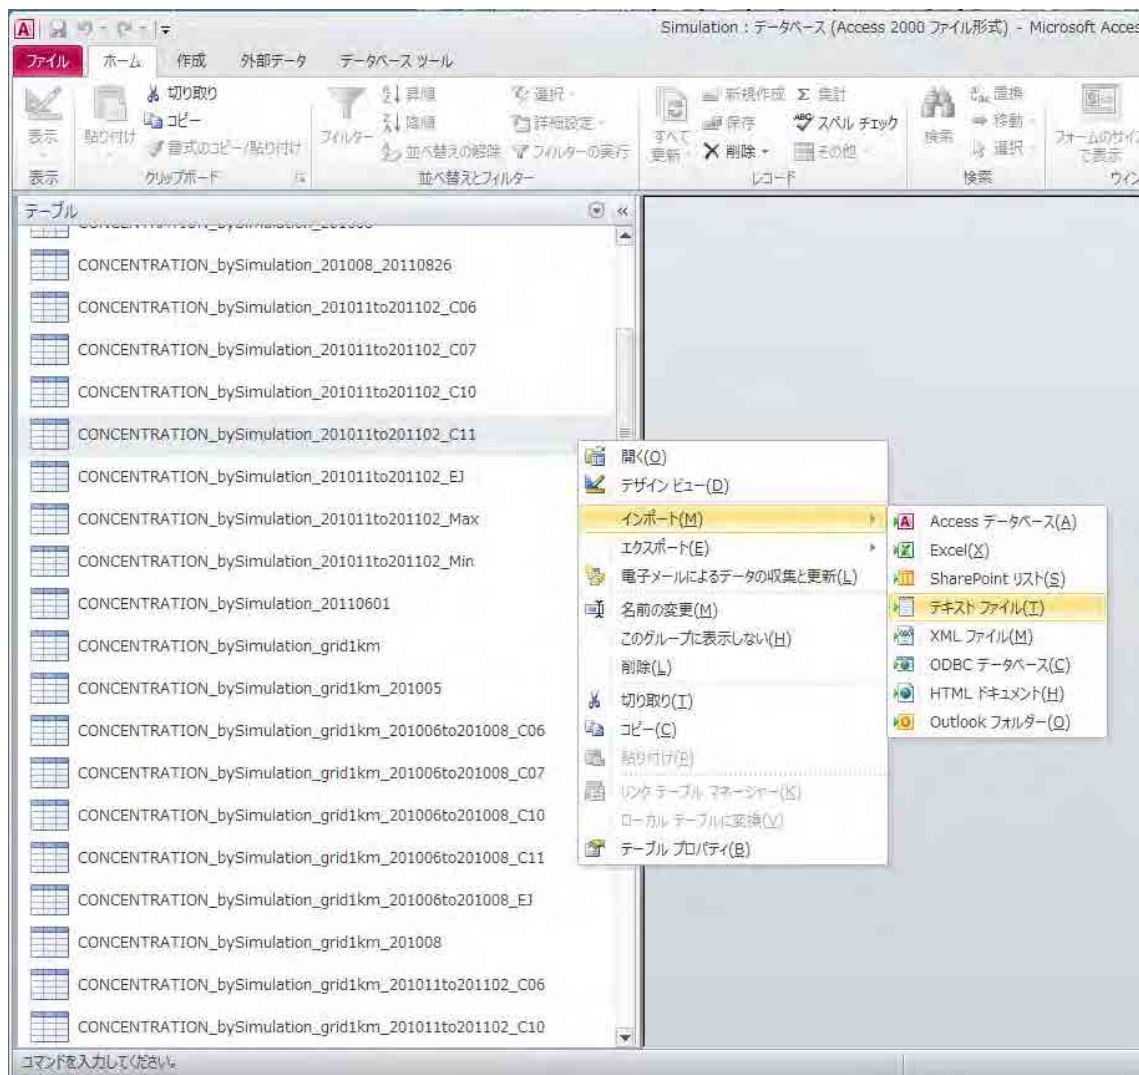 Simulation : データベース (Access 2000 ファイル形式) - Microsoft Acces
ファイル ホーム 作成 外部データ データベース ツール
表示
表示
貼り付け
切り取り
コピー
書式のコピー/貼り付け
クリップボード
フィルター
昇順
降順
並べ替えの解除
選択
詳細設定
フィルターの実行
並べ替えとフィルター
すべて
更新
新規作成
保存
削除
Σ 集計
スペル チェック
その他
レコード
検索
置換
移動
選択
検索
フォームのサイズ
で表示
ウィン
テーブル
CONCENTRATION_bySimulation_201008_20110826
CONCENTRATION_bySimulation_201011to201102_C06
CONCENTRATION_bySimulation_201011to201102_C07
CONCENTRATION_bySimulation_201011to201102_C10
CONCENTRATION_bySimulation_201011to201102_C11
CONCENTRATION_bySimulation_201011to201102_EJ
CONCENTRATION_bySimulation_201011to201102_Max
CONCENTRATION_bySimulation_201011to201102_Min
CONCENTRATION_bySimulation_20110601
CONCENTRATION_bySimulation_grid1km
CONCENTRATION_bySimulation_grid1km_201005
CONCENTRATION_bySimulation_grid1km_201006to201008_C06
CONCENTRATION_bySimulation_grid1km_201006to201008_C07
CONCENTRATION_bySimulation_grid1km_201006to201008_C10
CONCENTRATION_bySimulation_grid1km_201006to201008_C11
CONCENTRATION_bySimulation_grid1km_201006to201008_EJ
CONCENTRATION_bySimulation_grid1km_201008
CONCENTRATION_bySimulation_grid1km_201011to201102_C06
CONCENTRATION_bySimulation_grid1km_201011to201102_C10
開く(O)
デザイン ビュー(D)
インポート(M)
エクスポート(E)
電子メールによるデータの収集と更新(L)
名前の変更(M)
このグループに表示しない(H)
削除(L)
切り取り(T)
コピー(C)
貼り付け(P)
リンク テーブル マネージャー(K)
ローカル テーブルに変換(V)
テーブル プロパティ(B)
Access データベース(A)
Excel(X)
SharePoint リスト(S)
テキスト ファイル(T)
XML ファイル(M)
ODBC データベース(C)
HTML ドキュメント(H)
Outlook フォルダー(O)
コマンドを入力してください。